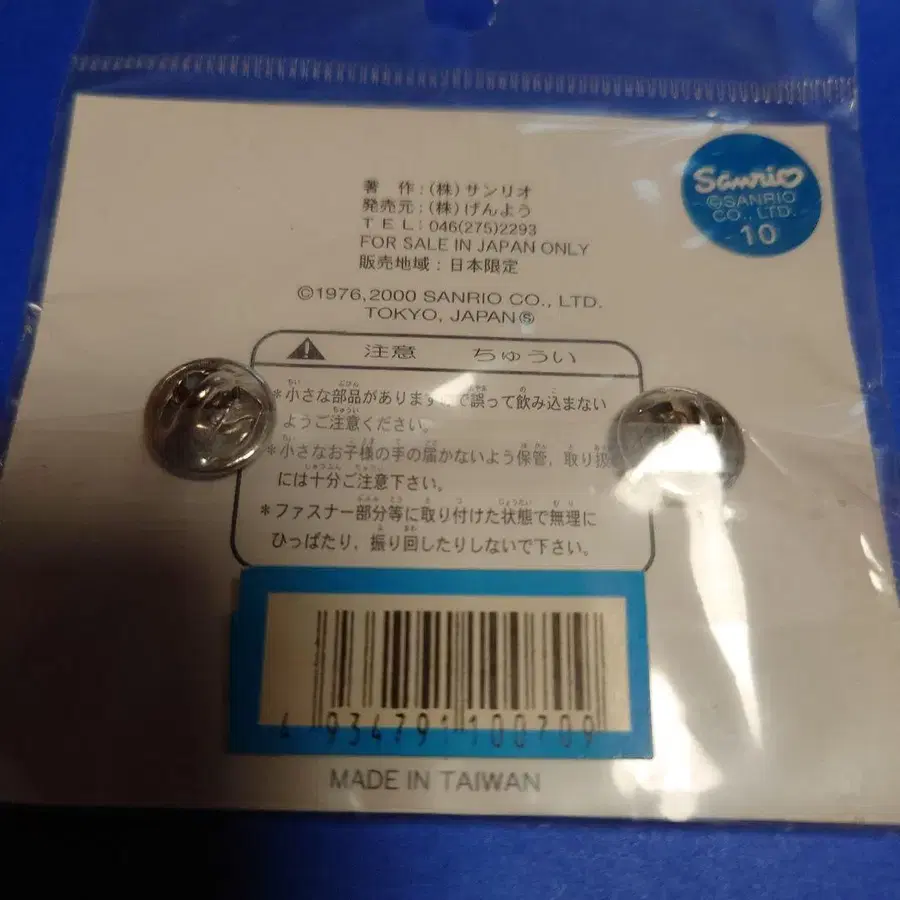 Sanrio
©SANRIO
CO., LTD.
10
著 作:(株)サンリオ
発売元:(株)げんよう
TEL:046(275)2293
FOR SALE IN JAPAN ONLY
販売地域:日本限定
©1976,2000 SANRIO CO., LTD.
TOKYO, JAPANⓈ
注意 ちゅうい
*小さな部品がありますので誤って飲み込まない
ようご注意ください。
*小さなお子様の手の届かないよう保管,取り扱
には十分ご注意下さい。
*ファスナー部分等に取り付けた状態で無理に
ひっぱたり,振り回したりしないで下さい。
4 934791 100709
MADE IN TAIWAN